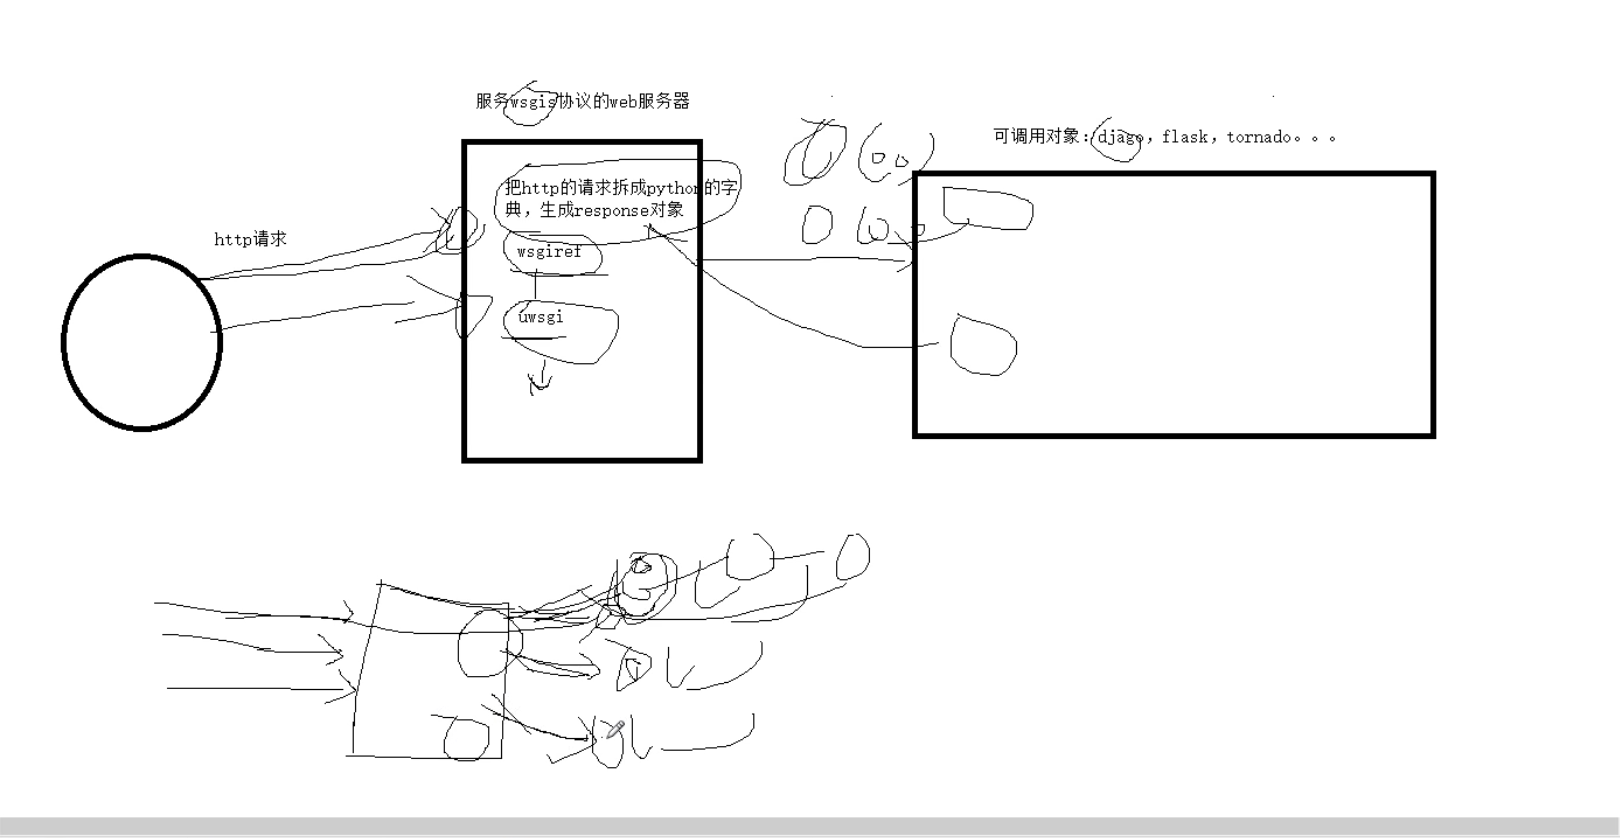 服务wsgis协议的web服务器
可调用对象:djago，flask，tornado。。。
http请求
把http的请求拆成python的字
典，生成response对象
wsgiref
uwsgi